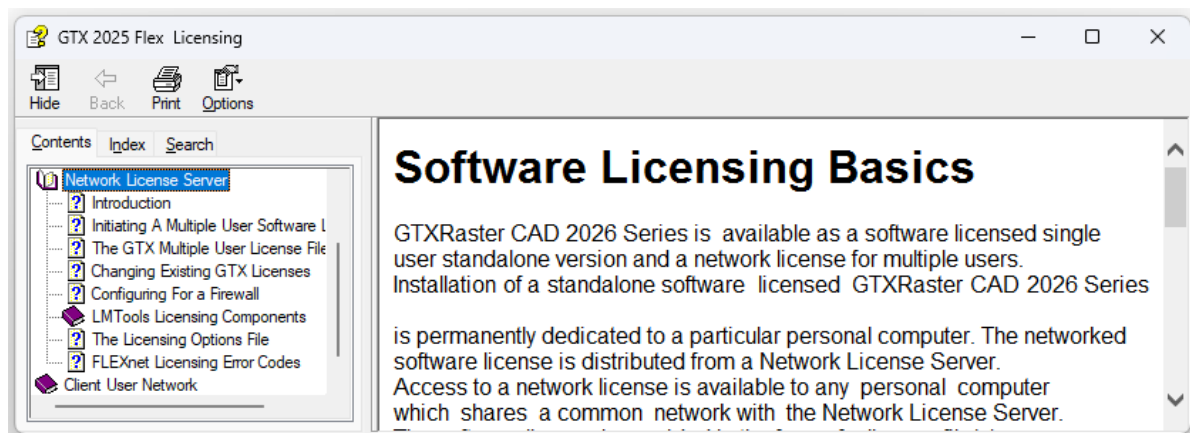 GTX 2025 Flex Licensing
Hide Back Print Options
Contents Index Search
Network License Server
Introduction
Initiating A Multiple User Software L
The GTX Multiple User License File
Changing Existing GTX Licenses
Configuring For a Firewall
LMTools Licensing Components
The Licensing Options File
FLEXnet Licensing Error Codes
Client User Network
Software Licensing Basics
GTXRaster CAD 2026 Series is available as a software licensed single
user standalone version and a network license for multiple users.
Installation of a standalone software licensed GTXRaster CAD 2026 Series
is permanently dedicated to a particular personal computer. The networked
software license is distributed from a Network License Server.
Access to a network license is available to any personal computer
which shares a common network with the Network License Server.